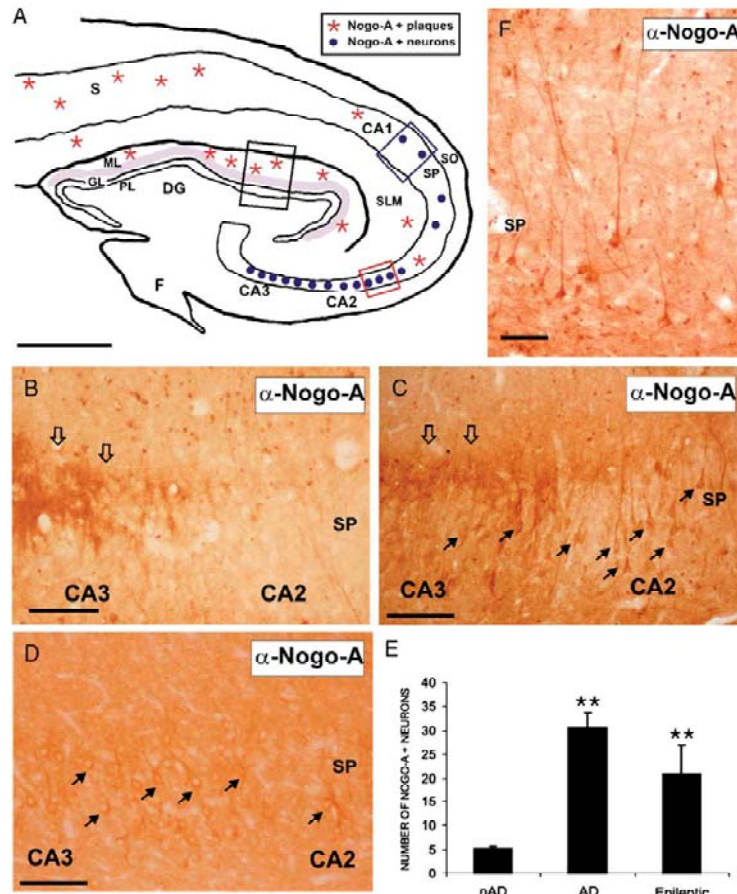 A
* Nogo-A + plaques
● Nogo-A + neurons
S
CA1
SO
SP
ML
GL
PL
DG
SLM
F
CA3
CA2
F
α-Nogo-A
SP
B
α-Nogo-A
SP
CA3
CA2
C
α-Nogo-A
SP
CA3
CA2
D
α-Nogo-A
SP
CA3
CA2
E
NUMBER OF NOGO-A + NEURONS
40
35
30
25
20
15
10
5
0
**
**
nAD
AD
Epileptic